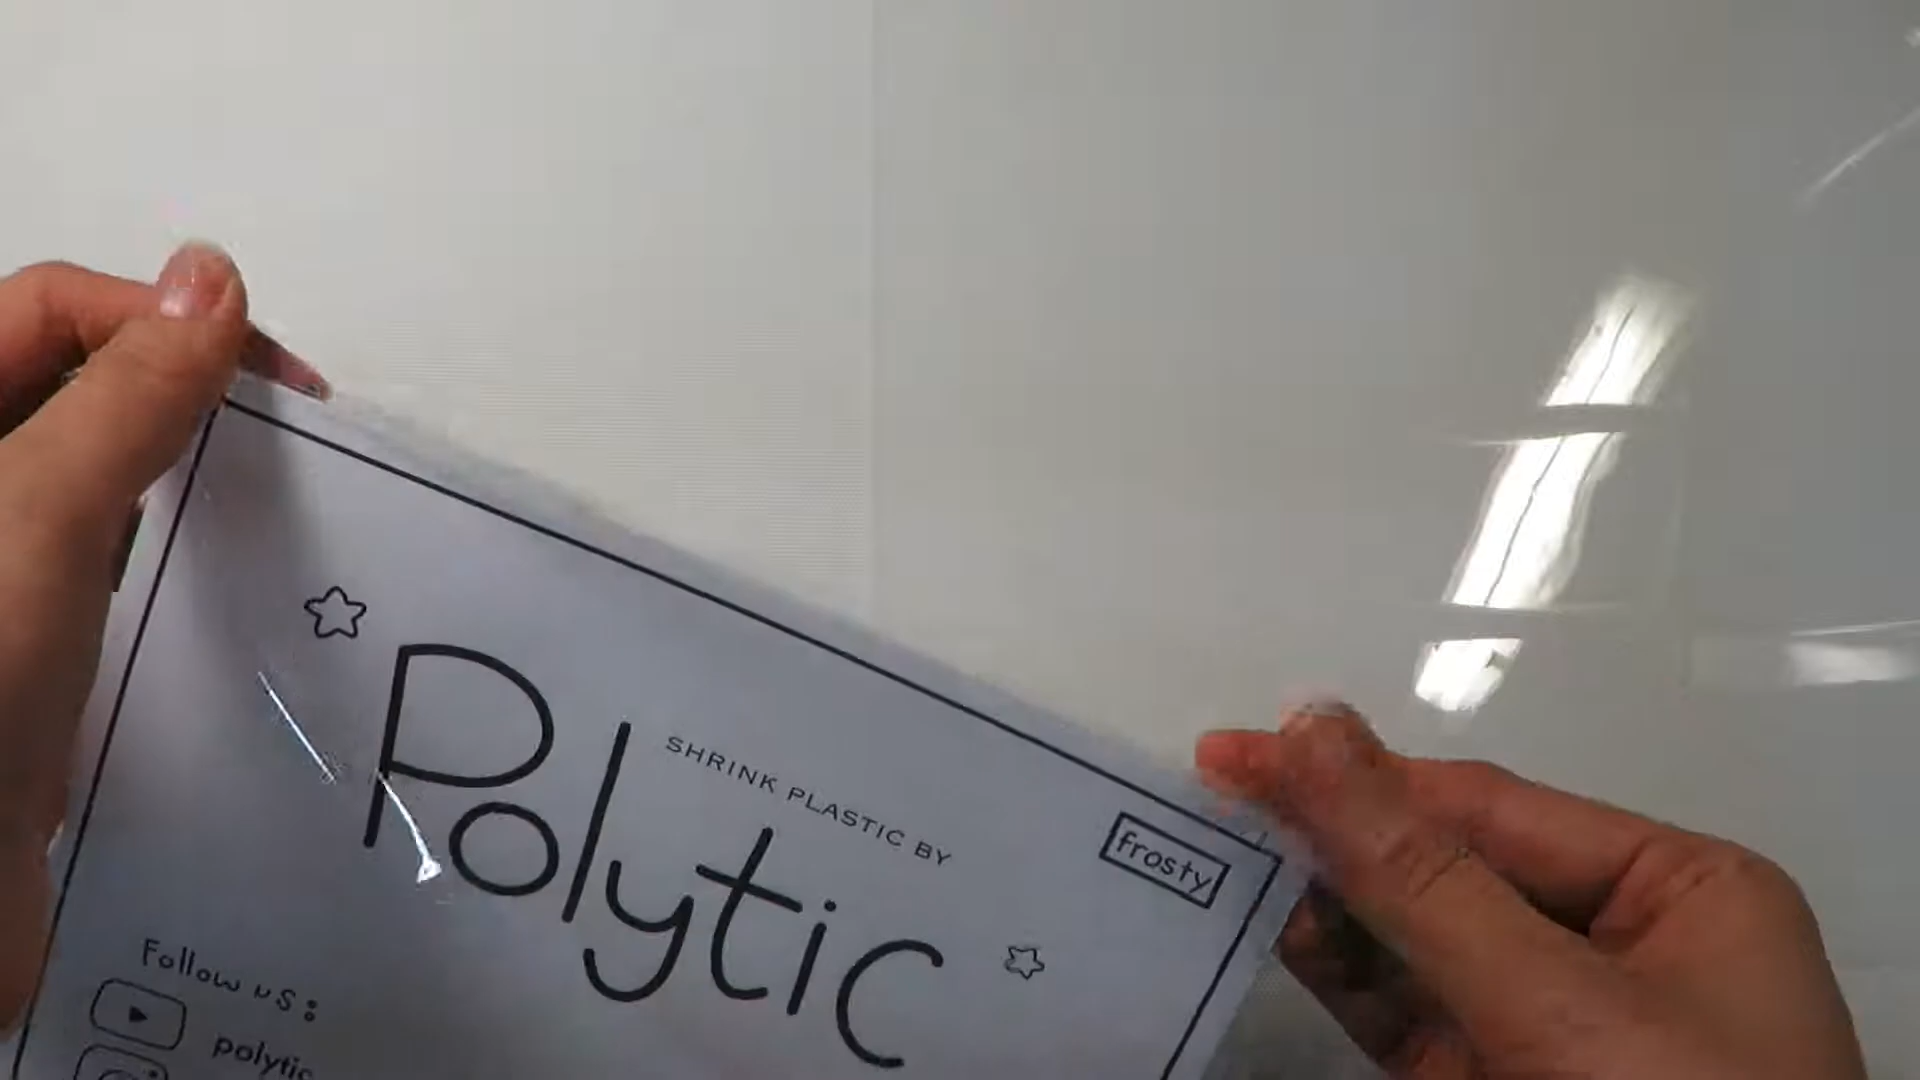 SHRINK PLASTIC BY
Polytic
frosty
Follow us:
polytic